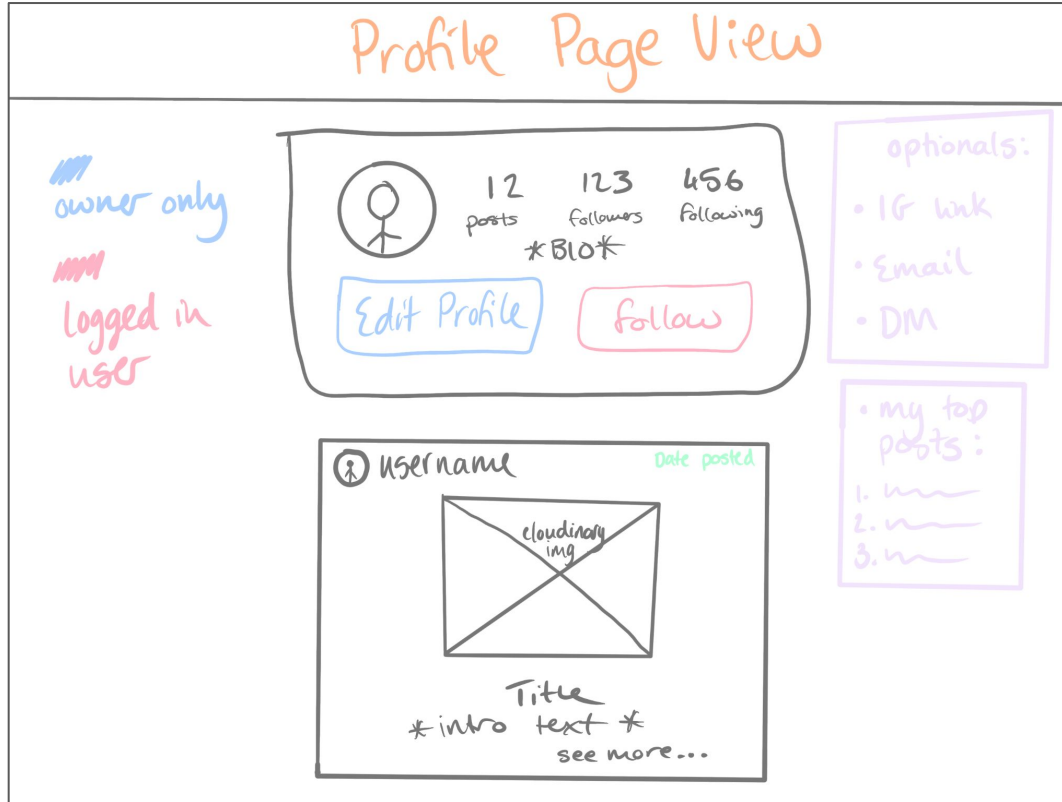 Profile Page View
owner only
logged in
user
12
posts
123
followers
456
following
*BIO*
Edit Profile
follow
optionals:
• IG link
• Email
• DM
• my top
posts:
1.
2.
3.
username
Date posted
cloudinary
img
Title
*intro text*
see more...